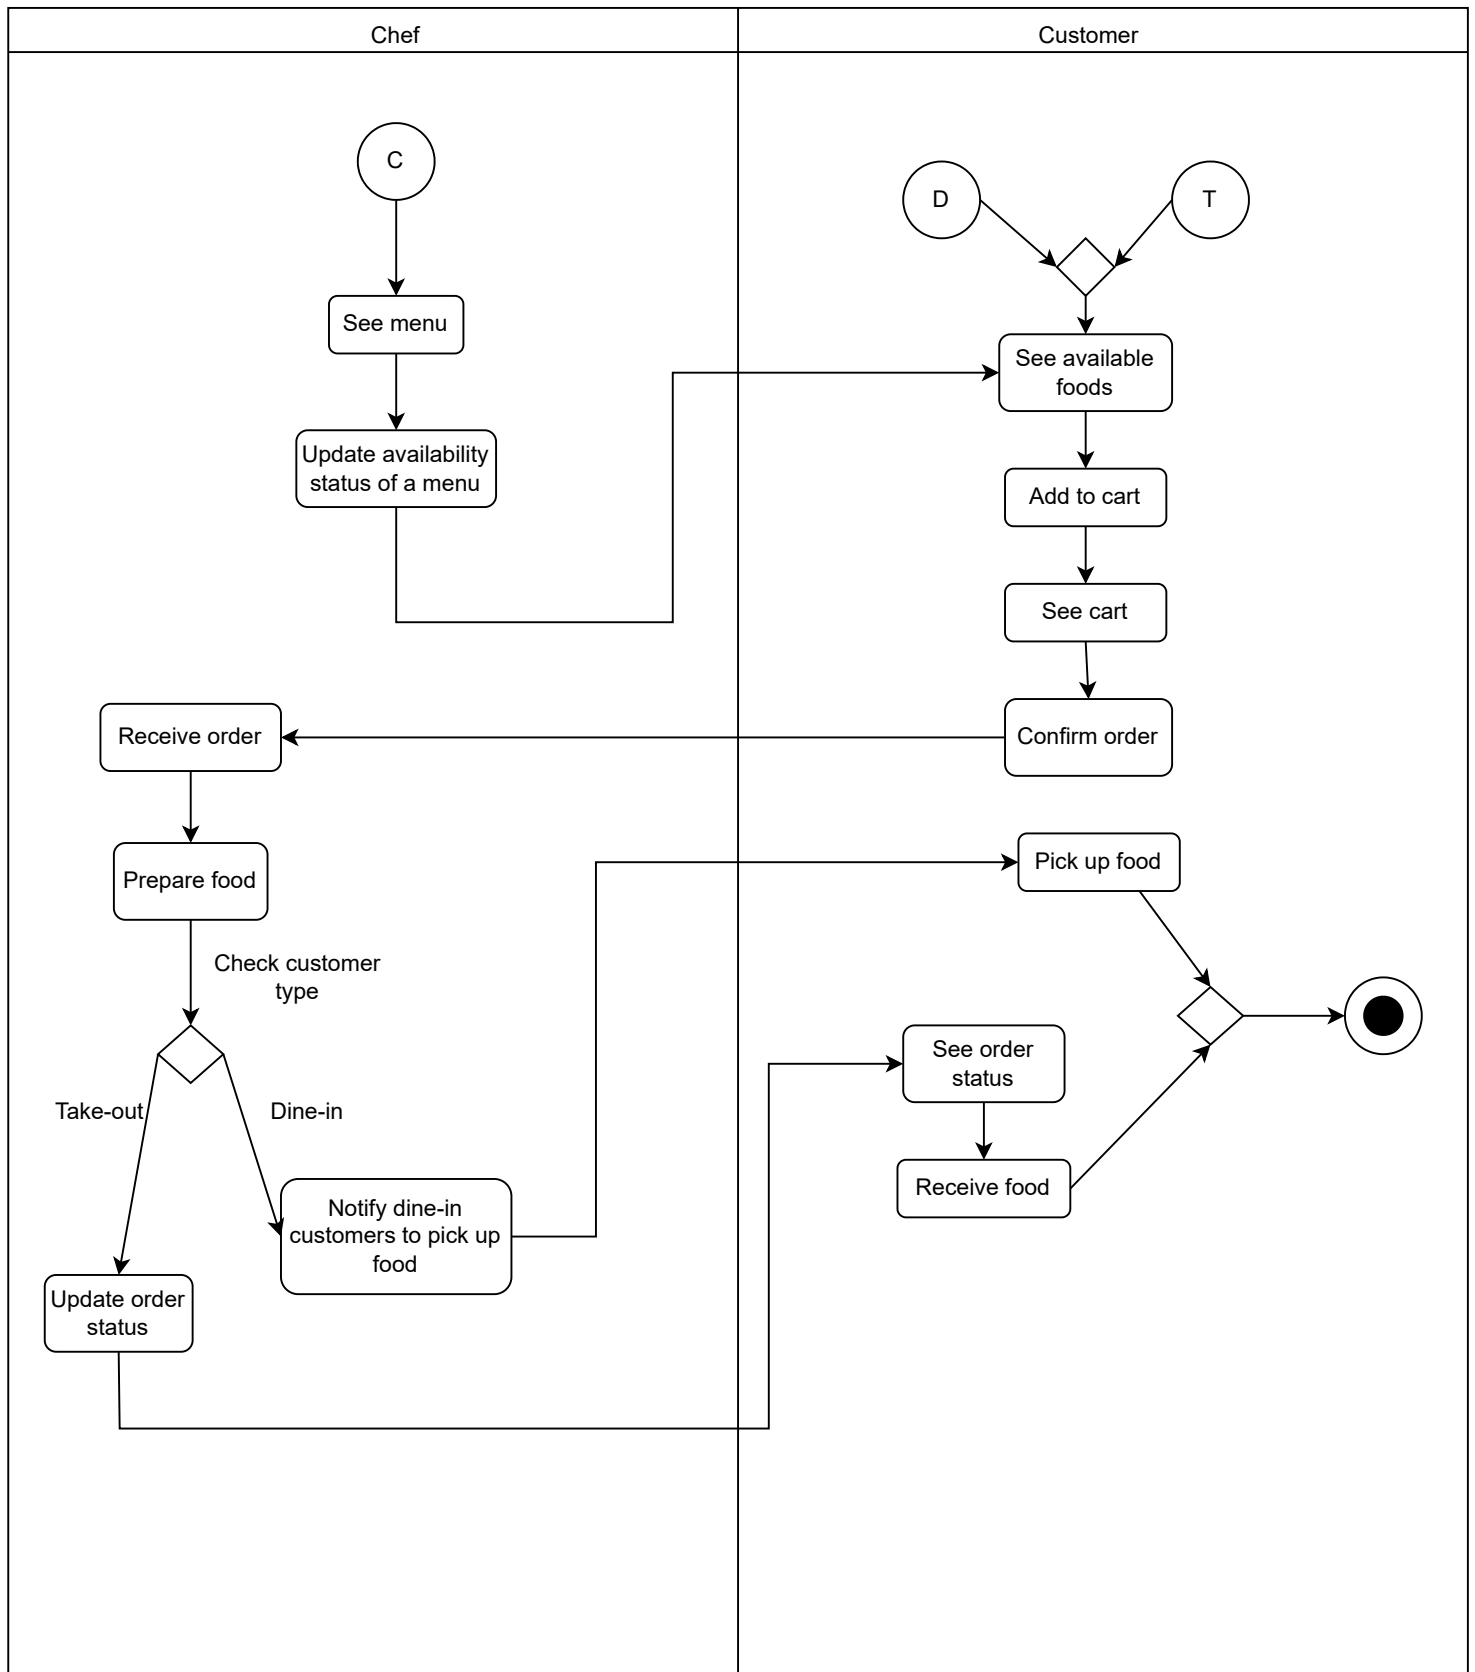 Chef
Customer
C
D
T
See menu
See available
foods
Update availability
status of a menu
Add to cart
See cart
Receive order
Confirm order
Prepare food
Pick up food
Check customer
type
See order
status
Take-out
Dine-in
Receive food
Notify dine-in
customers to pick up
food
Update order
status